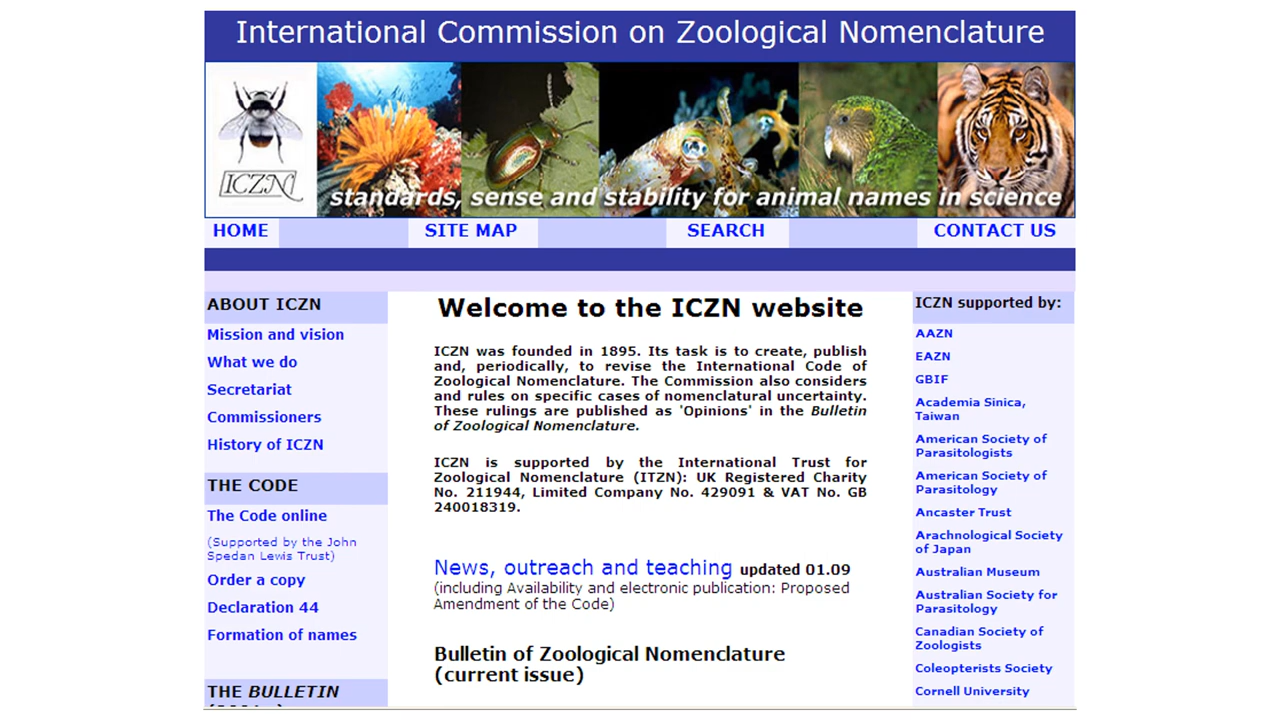 International Commission on Zoological Nomenclature
ICZN
standards, sense and stability for animal names in science
HOME
SITE MAP
SEARCH
CONTACT US
ABOUT ICZN
Mission and vision
What we do
Secretariat
Commissioners
History of ICZN
THE CODE
The Code online
(Supported by the John
Spedan Lewis Trust)
Order a copy
Declaration 44
Formation of names
THE BULLETIN
Welcome to the ICZN website
ICZN was founded in 1895. Its task is to create, publish
and, periodically, to revise the International Code of
Zoological Nomenclature. The Commission also considers
and rules on specific cases of nomenclatural uncertainty.
These rulings are published as 'Opinions' in the Bulletin
of Zoological Nomenclature.
ICZN is supported by the International Trust for
Zoological Nomenclature (ITZN): UK Registered Charity
No. 211944, Limited Company No. 429091 & VAT No. GB
240018319.
News, outreach and teaching updated 01.09
(including Availability and electronic publication: Proposed
Amendment of the Code)
Bulletin of Zoological Nomenclature
(current issue)
ICZN supported by:
AAZN
EAZN
GBIF
Academia Sinica,
Taiwan
American Society of
Parasitologists
American Society of
Parasitology
Ancaster Trust
Arachnological Society
of Japan
Australian Museum
Australian Society for
Parasitology
Canadian Society of
Zoologists
Coleopterists Society
Cornell University